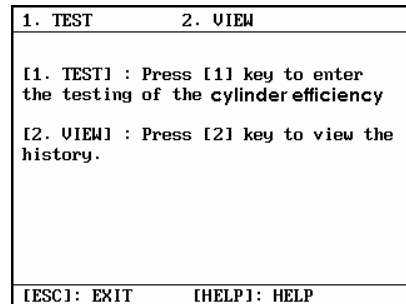 1. TEST 2. VIEW
[1. TEST] : Press [1] key to enter
the testing of the cylinder efficiency
[2. VIEW] : Press [2] key to view the
history.
[ESC]: EXIT [HELP]: HELP